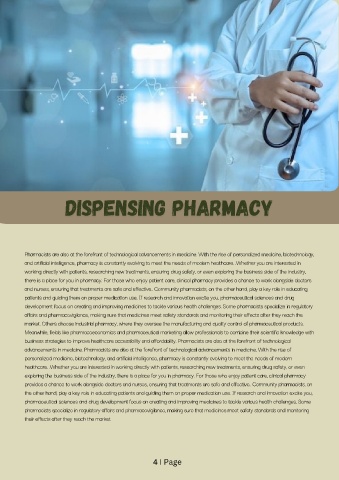 DISPENSING PHARMACY
Pharmacists are also at the forefront of technological advancements in medicine. With the rise of personalized medicine, biotechnology,
and artificial intelligence, pharmacy is constantly evolving to meet the needs of modern healthcare. Whether you are interested in
working directly with patients, researching new treatments, ensuring drug safety, or even exploring the business side of the industry,
there is a place for you in pharmacy. For those who enjoy patient care, clinical pharmacy provides a chance to work alongside doctors
and nurses, ensuring that treatments are safe and effective. Community pharmacists, on the other hand, play a key role in educating
patients and guiding them on proper medication use. If research and innovation excite you, pharmaceutical sciences and drug
development focus on creating and improving medicines to tackle various health challenges. Some pharmacists specialize in regulatory
affairs and pharmacovigilance, making sure that medicines meet safety standards and monitoring their effects after they reach the
market. Others choose industrial pharmacy, where they oversee the manufacturing and quality control of pharmaceutical products.
Meanwhile, fields like pharmacoeconomics and pharmaceutical marketing allow professionals to combine their scientific knowledge with
business strategies to improve healthcare accessibility and affordability. Pharmacists are also at the forefront of technological
advancements in medicine. Pharmacists are also at the forefront of technological advancements in medicine. With the rise of
personalized medicine, biotechnology, and artificial intelligence, pharmacy is constantly evolving to meet the needs of modern
healthcare. Whether you are interested in working directly with patients, researching new treatments, ensuring drug safety, or even
exploring the business side of the industry, there is a place for you in pharmacy. For those who enjoy patient care, clinical pharmacy
provides a chance to work alongside doctors and nurses, ensuring that treatments are safe and effective. Community pharmacists, on
the other hand, play a key role in educating patients and guiding them on proper medication use. If research and innovation excite you,
pharmaceutical sciences and drug development focus on creating and improving medicines to tackle various health challenges. Some
pharmacists specialize in regulatory affairs and pharmacovigilance, making sure that medicines meet safety standards and monitoring
their effects after they reach the market.
4 | Page